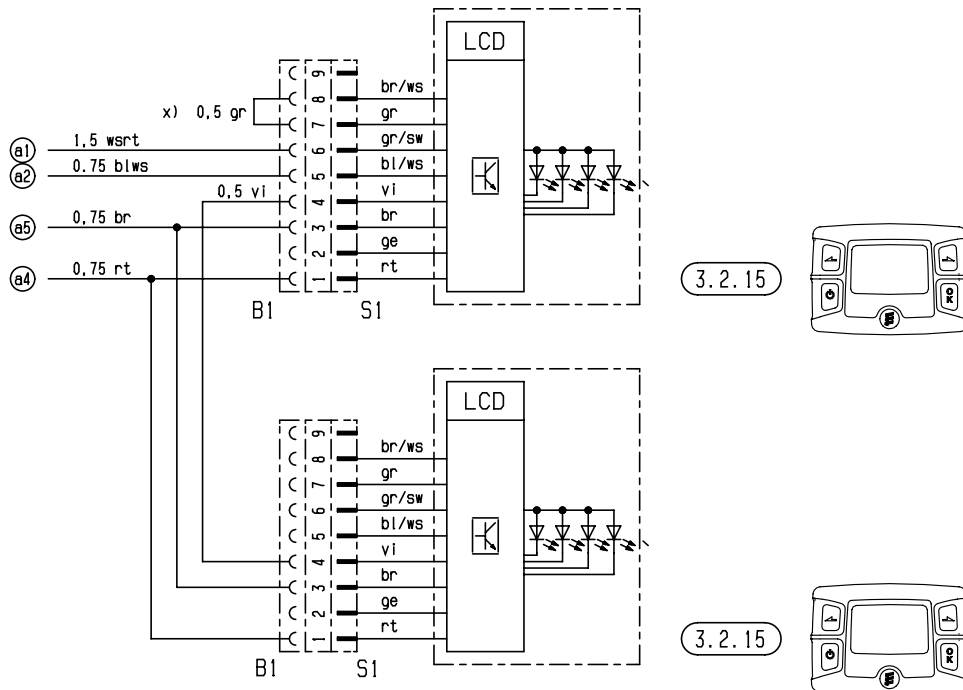 LCD
9
br/ws
8
x) 0,5 gr
gr
7
a1 1,5 wsrt
gr/sw
6
a2 0.75 blws
bl/ws
5
0,5 vi
vi
4
a5 0,75 br
br
3
ge
2
a4 0,75 rt
rt
1
3.2.15
B1 S1
OK
LCD
9
br/ws
8
gr
7
gr/sw
6
bl/ws
5
vi
4
br
3
ge
2
rt
1
3.2.15
B1 S1
OK